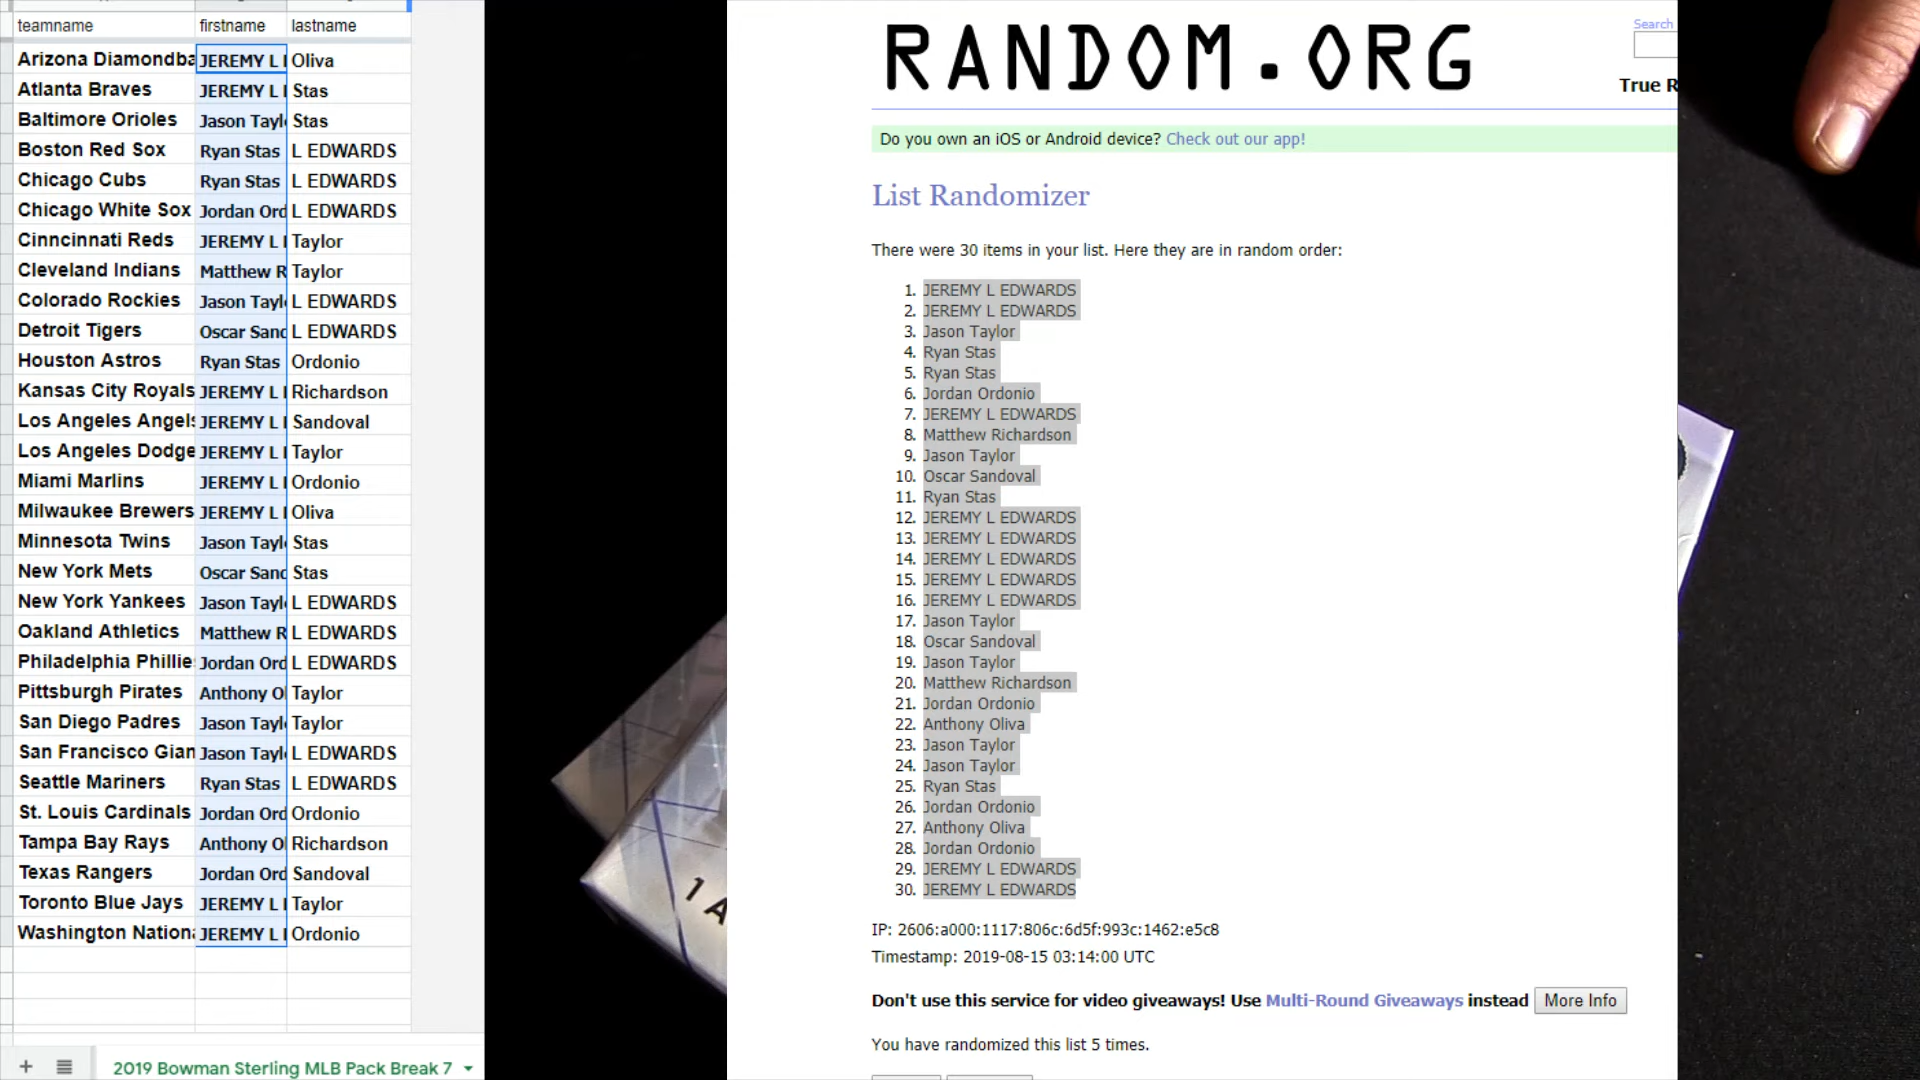 teamname firstname lastname
Arizona Diamondba JEREMY L Oliva
Atlanta Braves JEREMY L Stas
Baltimore Orioles Jason Tayl Stas
Boston Red Sox Ryan Stas L EDWARDS
Chicago Cubs Ryan Stas L EDWARDS
Chicago White Sox Jordan Ord L EDWARDS
Cinncinnati Reds JEREMY L Taylor
Cleveland Indians Matthew R Taylor
Colorado Rockies Jason Tayl L EDWARDS
Detroit Tigers Oscar Sand L EDWARDS
Houston Astros Ryan Stas Ordonio
Kansas City Royals JEREMY L Richardson
Los Angeles Angels JEREMY L Sandoval
Los Angeles Dodge JEREMY L Taylor
Miami Marlins JEREMY L Ordonio
Milwaukee Brewers JEREMY L Oliva
Minnesota Twins Jason Tayl Stas
New York Mets Oscar Sand Stas
New York Yankees Jason Tayl L EDWARDS
Oakland Athletics Matthew R L EDWARDS
Philadelphia Phillie Jordan Ord L EDWARDS
Pittsburgh Pirates Anthony Ol Taylor
San Diego Padres Jason Tayl Taylor
San Francisco Gian Jason Tayl L EDWARDS
Seattle Mariners Ryan Stas L EDWARDS
St. Louis Cardinals Jordan Ord Ordonio
Tampa Bay Rays Anthony Ol Richardson
Texas Rangers Jordan Ord Sandoval
Toronto Blue Jays JEREMY L Taylor
Washington Nationa JEREMY L Ordonio
2019 Bowman Sterling MLB Pack Break 7
1 A
RANDOM.ORG
Search
True R
Do you own an iOS or Android device? Check out our app!
List Randomizer
There were 30 items in your list. Here they are in random order:
1. JEREMY L EDWARDS
2. JEREMY L EDWARDS
3. Jason Taylor
4. Ryan Stas
5. Ryan Stas
6. Jordan Ordonio
7. JEREMY L EDWARDS
8. Matthew Richardson
9. Jason Taylor
10. Oscar Sandoval
11. Ryan Stas
12. JEREMY L EDWARDS
13. JEREMY L EDWARDS
14. JEREMY L EDWARDS
15. JEREMY L EDWARDS
16. JEREMY L EDWARDS
17. Jason Taylor
18. Oscar Sandoval
19. Jason Taylor
20. Matthew Richardson
21. Jordan Ordonio
22. Anthony Oliva
23. Jason Taylor
24. Jason Taylor
25. Ryan Stas
26. Jordan Ordonio
27. Anthony Oliva
28. Jordan Ordonio
29. JEREMY L EDWARDS
30. JEREMY L EDWARDS
IP: 2606:a000:1117:806c:6d5f:993c:1462:e5c8
Timestamp: 2019-08-15 03:14:00 UTC
Don't use this service for video giveaways! Use Multi-Round Giveaways instead More Info
You have randomized this list 5 times.